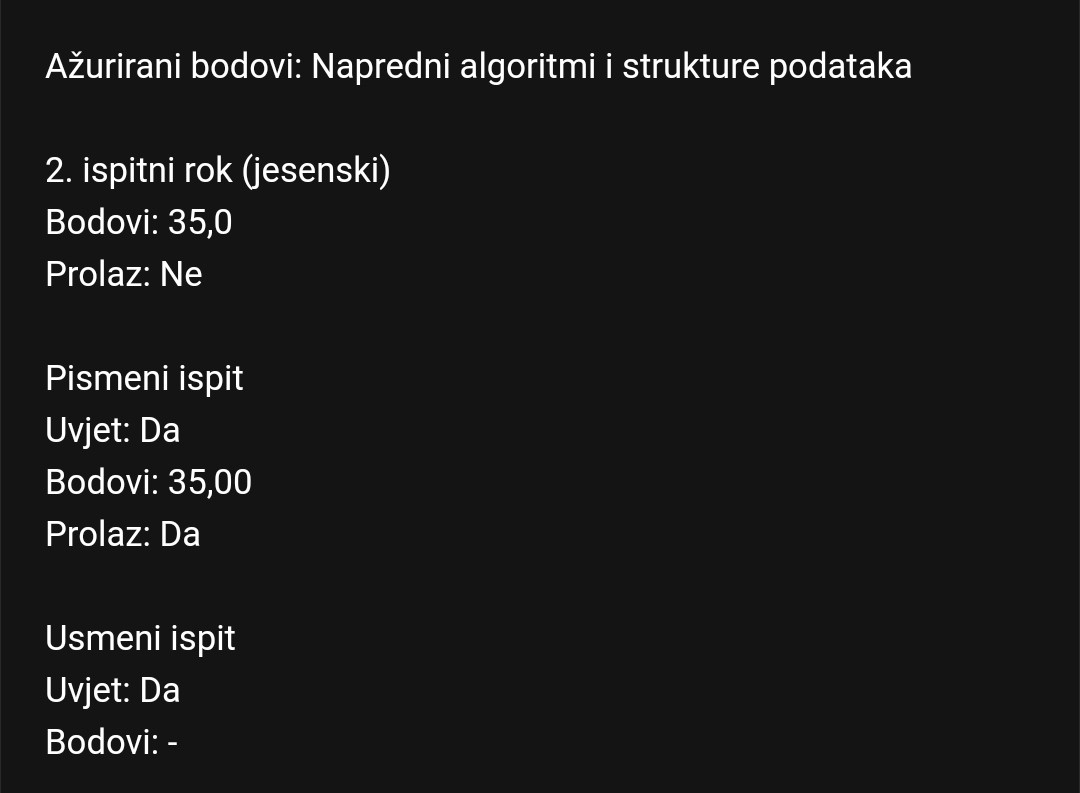 Ažurirani bodovi: Napredni algoritmi i strukture podataka
2. ispitni rok (jesenski)
Bodovi: 35,0
Prolaz: Ne
Pismeni ispit
Uvjet: Da
Bodovi: 35,00
Prolaz: Da
Usmeni ispit
Uvjet: Da
Bodovi: -